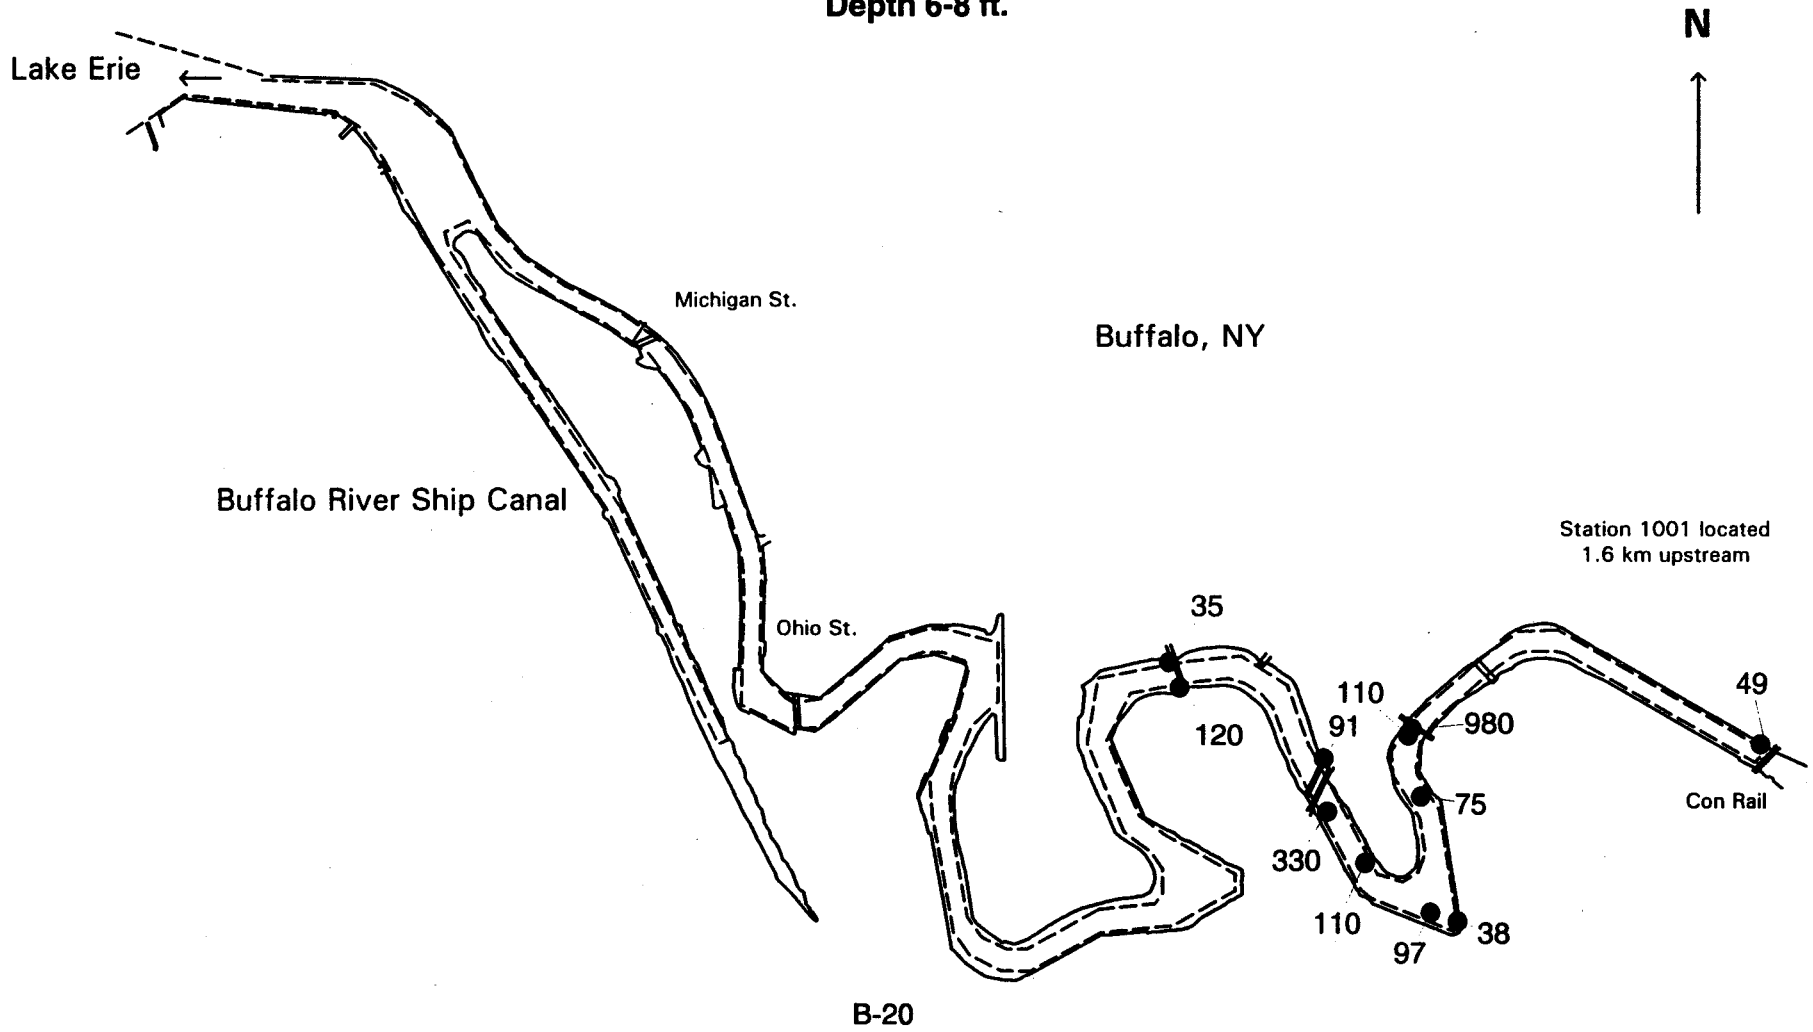 Depth 6-8 ft.
N
Lake Erie
Michigan St.
Buffalo, NY
Buffalo River Ship Canal
Station 1001 located
1.6 km upstream
35
Ohio St.
49
110
91
980
120
75
Con Rail
330
110
38
97
B-20